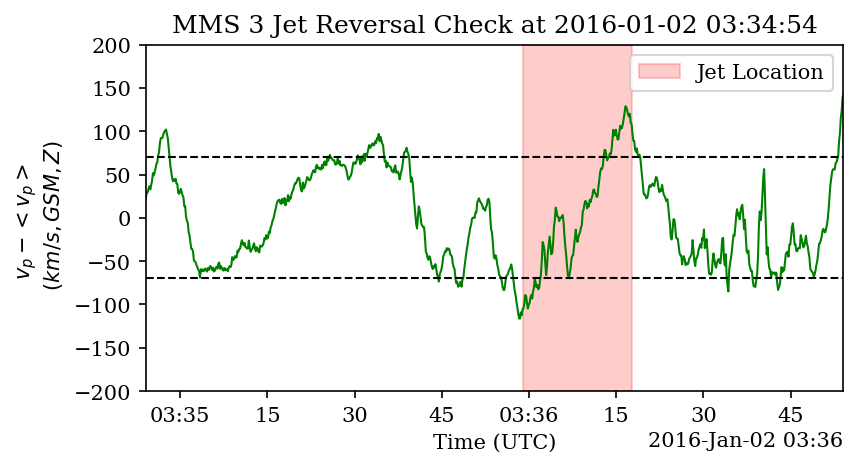 MMS 3 Jet Reversal Check at 2016-01-02 03:34:54
Jet Location
200
150
100
50
0
−50
−100
−150
−200
v_p − < v_p >
(km/s, GSM, Z)
03:35 15 30 45 03:36 15 30 45
Time (UTC)
2016-Jan-02 03:36